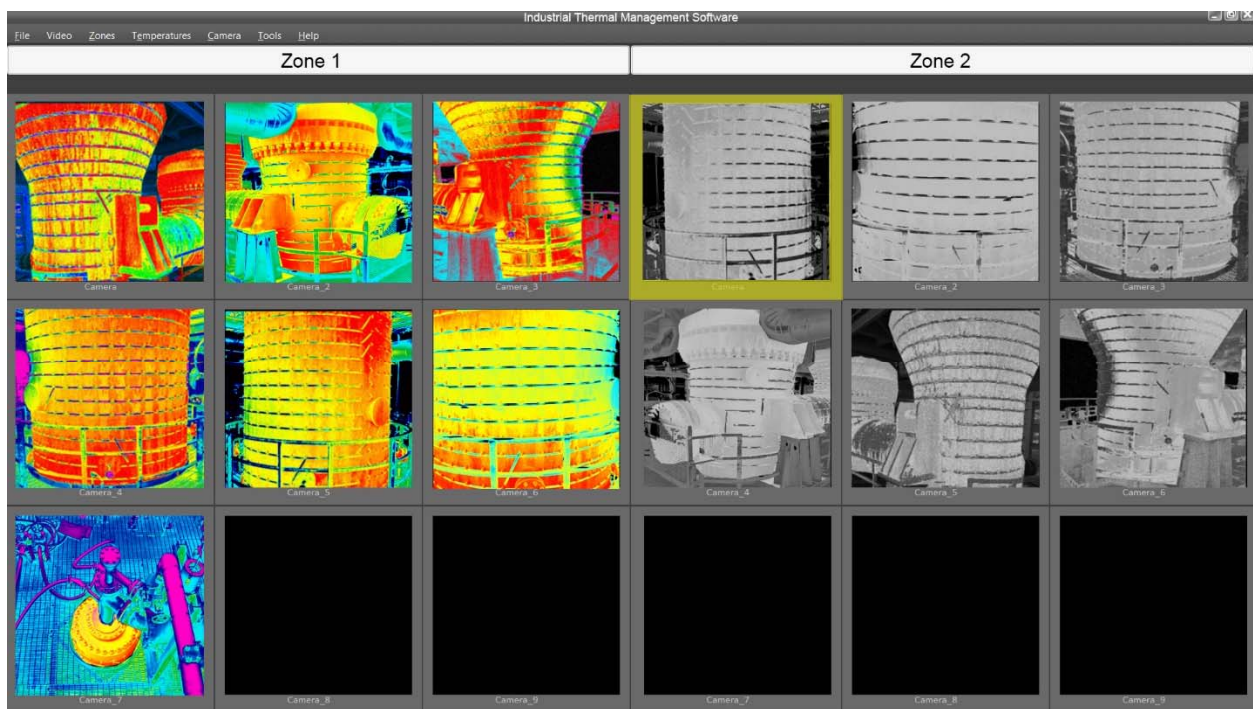 Industrial Thermal Management Software
File Video Zones Temperatures Camera Tools Help
Zone 1 Zone 2
Camera Camera_2 Camera_3 Camera Camera_2 Camera_3
Camera_4 Camera_5 Camera_6 Camera_4 Camera_5 Camera_6
Camera_7 Camera_8 Camera_9 Camera_7 Camera_8 Camera_9